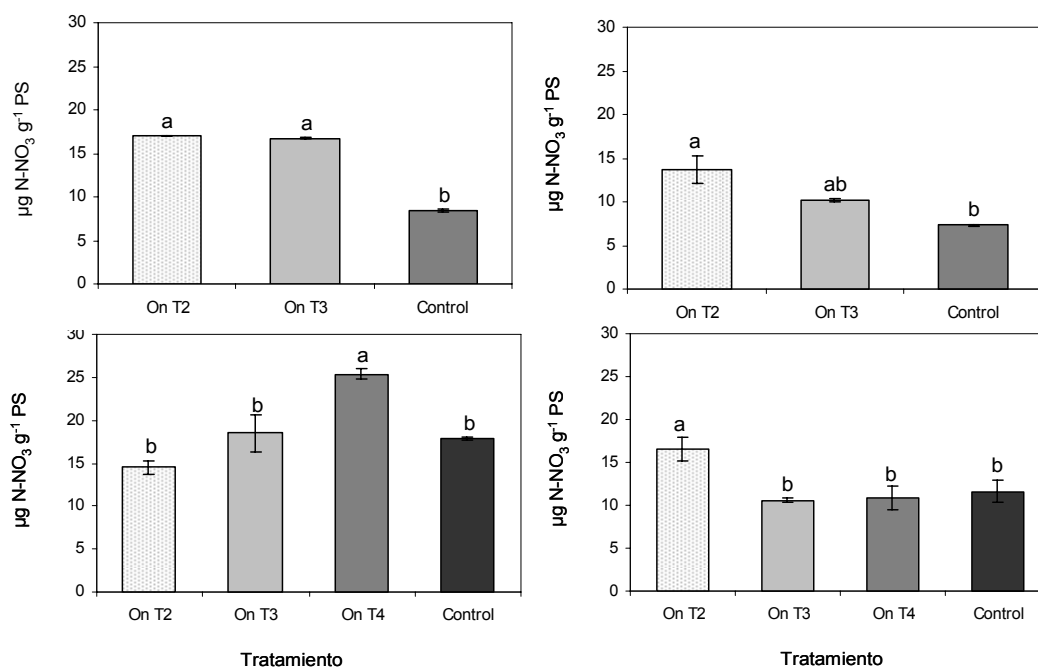 30
25
20
15
10
5
0
µg N-NO3 g-1 PS
a
a
b
On T2 On T3 Control
30
25
20
15
10
5
0
µg N-NO3 g-1 PS
a
ab
b
On T2 On T3 Control
30
25
20
15
10
5
0
µg N-NO3 g-1 PS
b
b
a
b
On T2 On T3 On T4 Control
Tratamiento
30
25
20
15
10
5
0
µg N-NO3 g-1 PS
a
b
b
b
On T2 On T3 On T4 Control
Tratamiento